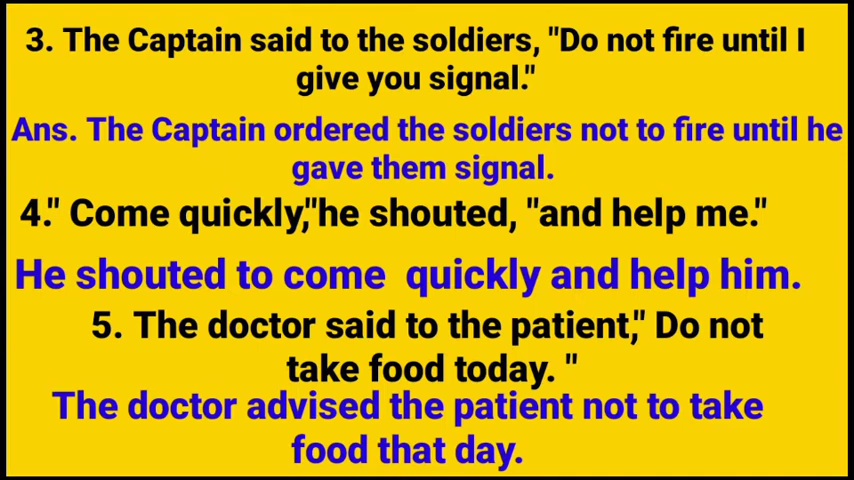 3. The Captain said to the soldiers, "Do not fire until I
give you signal."
Ans. The Captain ordered the soldiers not to fire until he
gave them signal.
4." Come quickly,"he shouted, "and help me."
He shouted to come  quickly and help him.
5. The doctor said to the patient," Do not
take food today. "
The doctor advised the patient not to take
food that day.